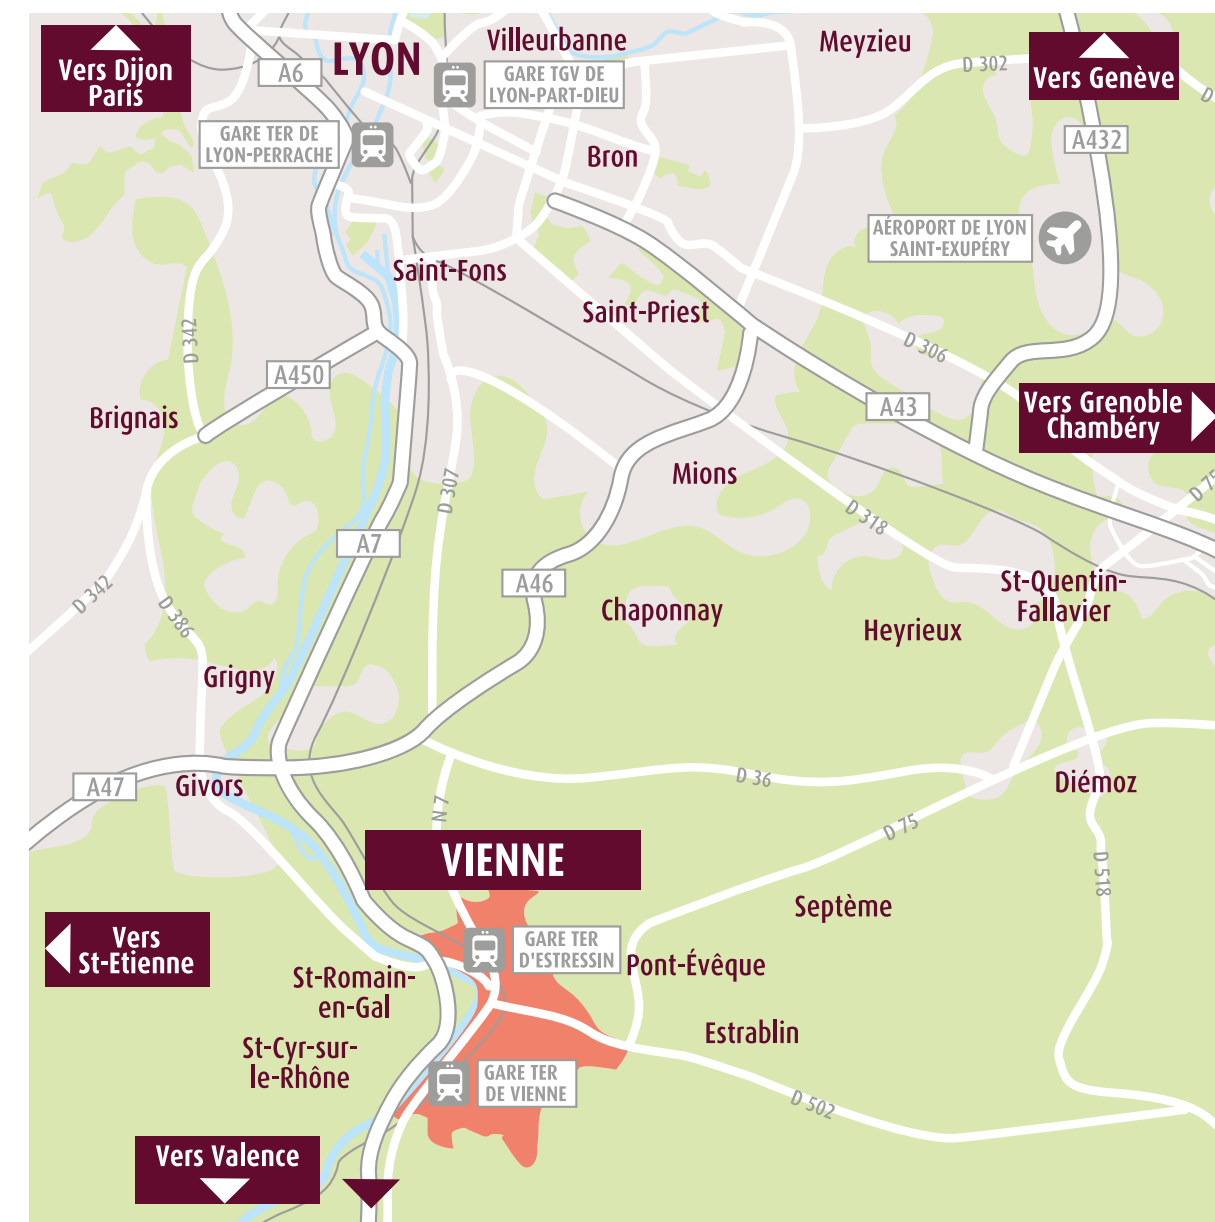 Vers Dijon
Paris
A6
LYON
Villeurbanne
GARE TGV DE
LYON-PART-DIEU
Meyzieu
D 302
Vers Genève
D
GARE TER DE
LYON-PERRACHE
Bron
A432
AÉROPORT DE LYON
SAINT-EXUPÉRY
Saint-Fons
Saint-Priest
D 342
D 306
A450
A43
Vers Grenoble
Chambéry
Brignais
Mions
D 307
D 75
D 318
A7
A46
D 342
D 386
Chaponnay
Heyrieux
St-Quentin-
Fallavier
Grigny
A47
Givors
D 36
Diémoz
N 7
D 75
VIENNE
D 518
Septème
Vers
St-Etienne
GARE TER
D'ESTRESSIN
Pont-Évêque
St-Romain-
en-Gal
Estrablin
St-Cyr-sur-
le-Rhône
GARE TER
DE VIENNE
D 502
Vers Valence